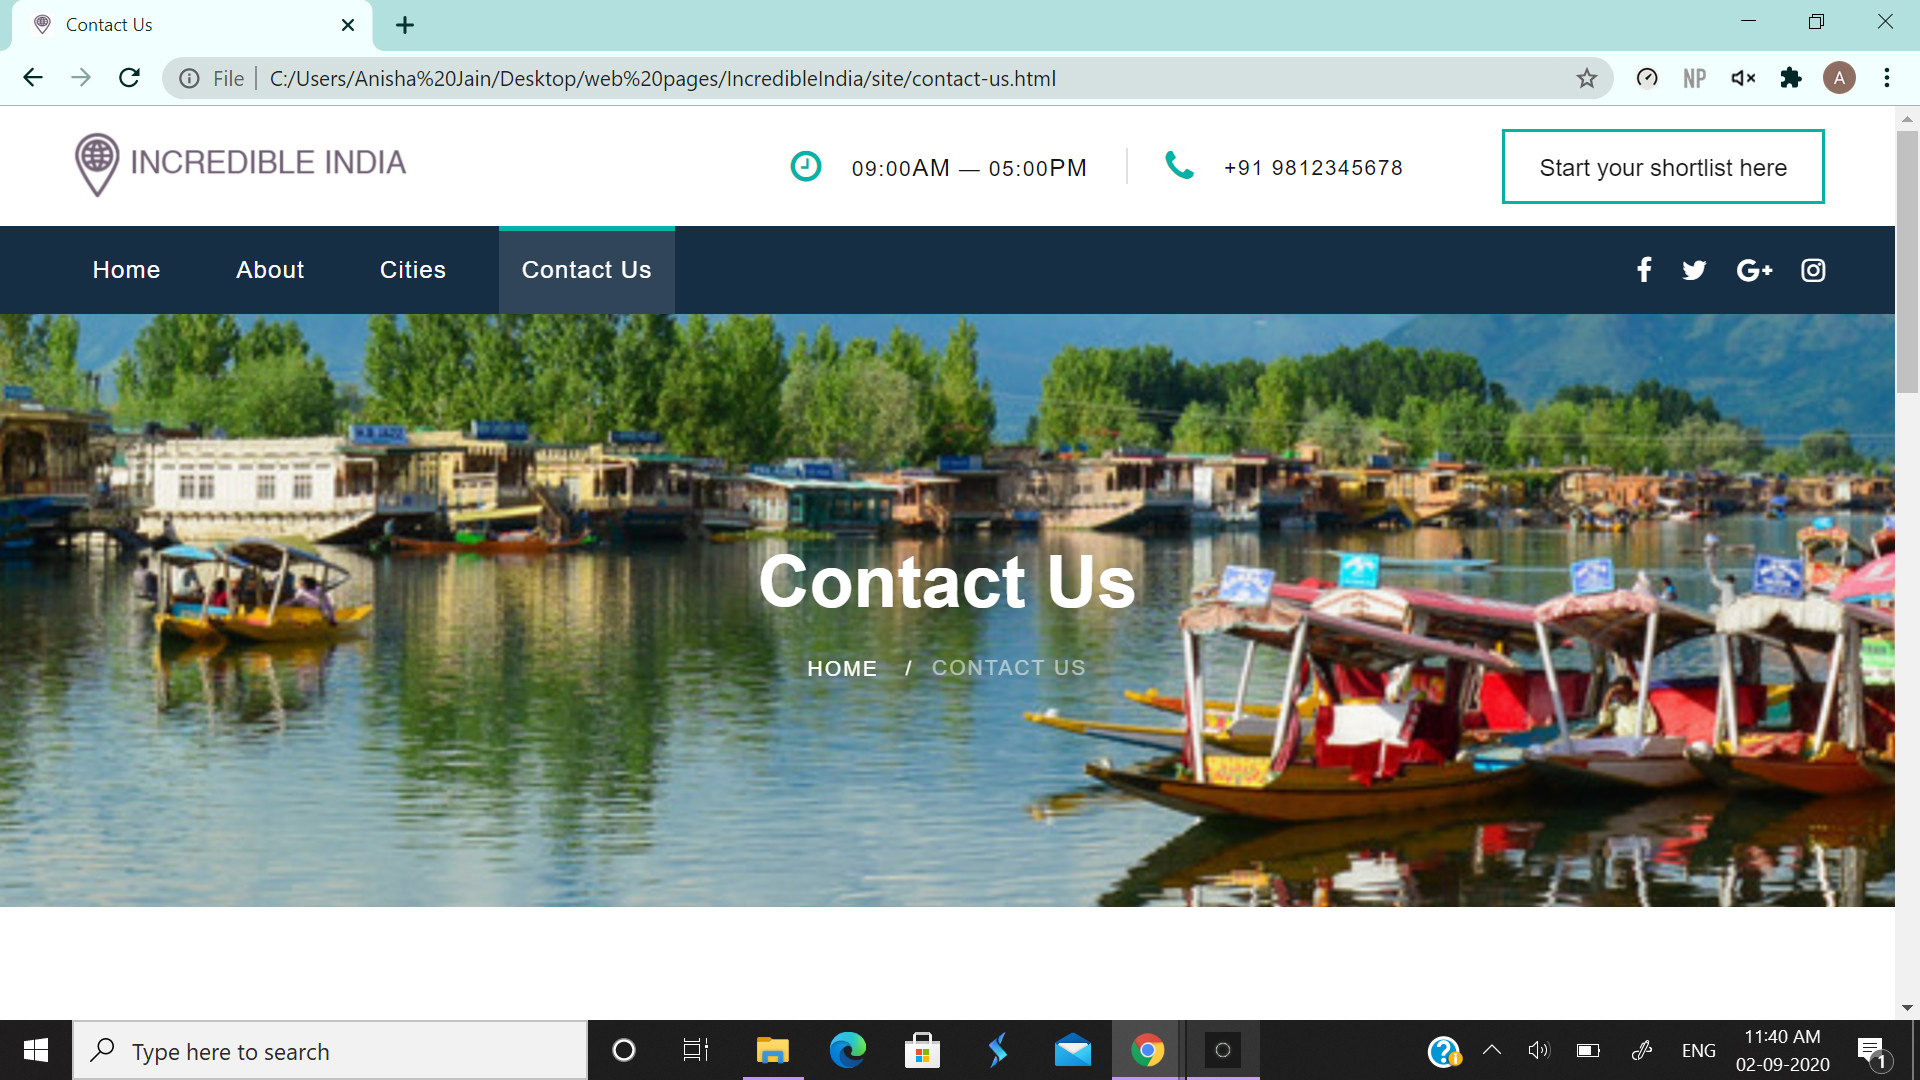 Contact Us
File
C:/Users/Anisha%20Jain/Desktop/web%20pages/IncredibleIndia/site/contact-us.html
NP
A
INCREDIBLE INDIA
09:00AM — 05:00PM
+91 9812345678
Start your shortlist here
Home
About
Cities
Contact Us
G+
Contact Us
HOME / CONTACT US
Type here to search
ENG
11:40 AM
02-09-2020
1